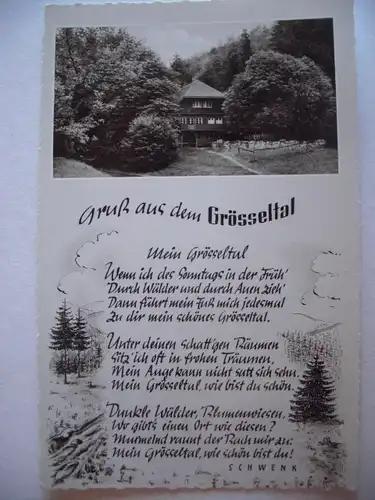 Gruß aus dem Grösseltal
Mein Grösseltal
Wenn ich des Sonntags in der Früh'
Durch Wälder und durch Auen zieh'
Dann führt mein Fuß mich jedesmal
Zu dir mein schönes Grösseltal.
Unter deinen schatt'gen Bäumen
Sitz' ich oft in frohen Träumen,
Mein Auge kann nicht satt sich sehn.
Mein Grösseltal, wie bist du schön.
Dunkle Wälder, Blumenwiesen,
Wo gibts einen Ort wie diesen?
Murmelnd raunt der Bach mir zu:
Mein Grösseltal, wie schön bist du!
SCHWENK